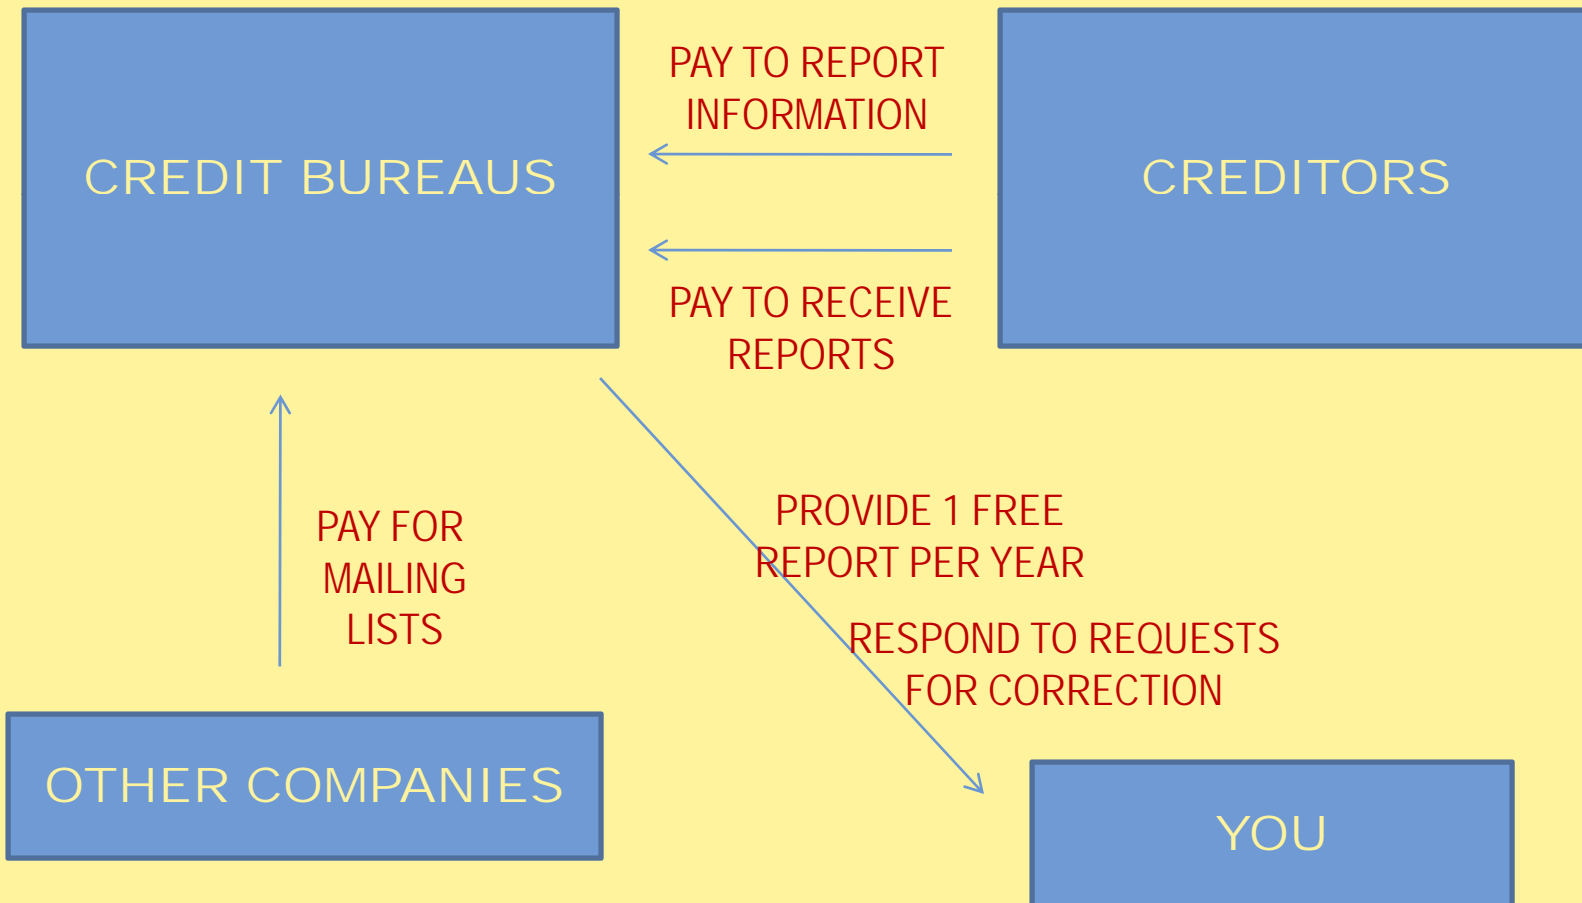 PAY TO REPORT
INFORMATION
CREDIT BUREAUS
CREDITORS
PAY TO RECEIVE
REPORTS
PAY FOR
MAILING
LISTS
PROVIDE 1 FREE
REPORT PER YEAR
RESPOND TO REQUESTS
FOR CORRECTION
OTHER COMPANIES
YOU